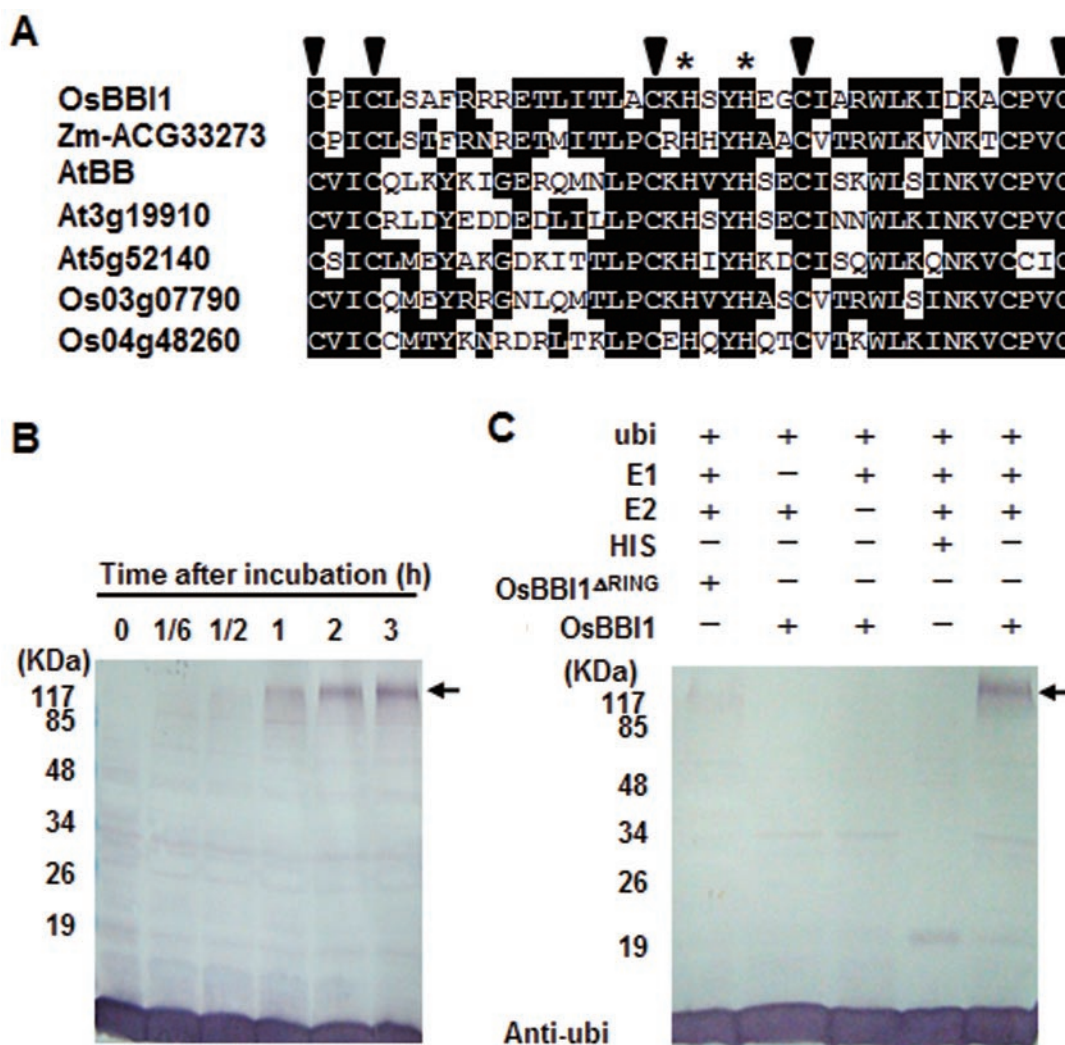 A
* *
OsBBI1 CPICLSAFRRRETLITLACKHSYHEGCIARWLKIDKACPVC
Zm-ACG33273 CPICLSTFRNRETMITLPCRHHYHAACVTRWLKVNKTCPVC
AtBB CVICQLKYKIGERQMNLPCKHVYHSECISKWLSINKVCPVC
At3g19910 CVICRLDYEDDEDLILLPCKHSYHSECINNWLKINKVCPVC
At5g52140 CSICLMEYAKGDKITTLPCKHIYHKDCISQWLKQNKVCCIC
Os03g07790 CVICQMEYRRGNLQMTLPCKHVYHASCVTRWLSINKVCPVC
Os04g48260 CVICCMTYKNRDRLTKLPCEHQYHQTCVTKWLKINKVCPVC
B
Time after incubation (h)
0 1/6 1/2 1 2 3
(KDa)
117
85
48
34
26
19
C
ubi + + + + +
E1 + − + + +
E2 + + − + +
HIS − − − + −
OsBBI1ΔRING + − − − −
OsBBI1 − + + − +
(KDa)
117
85
48
34
26
19
Anti-ubi